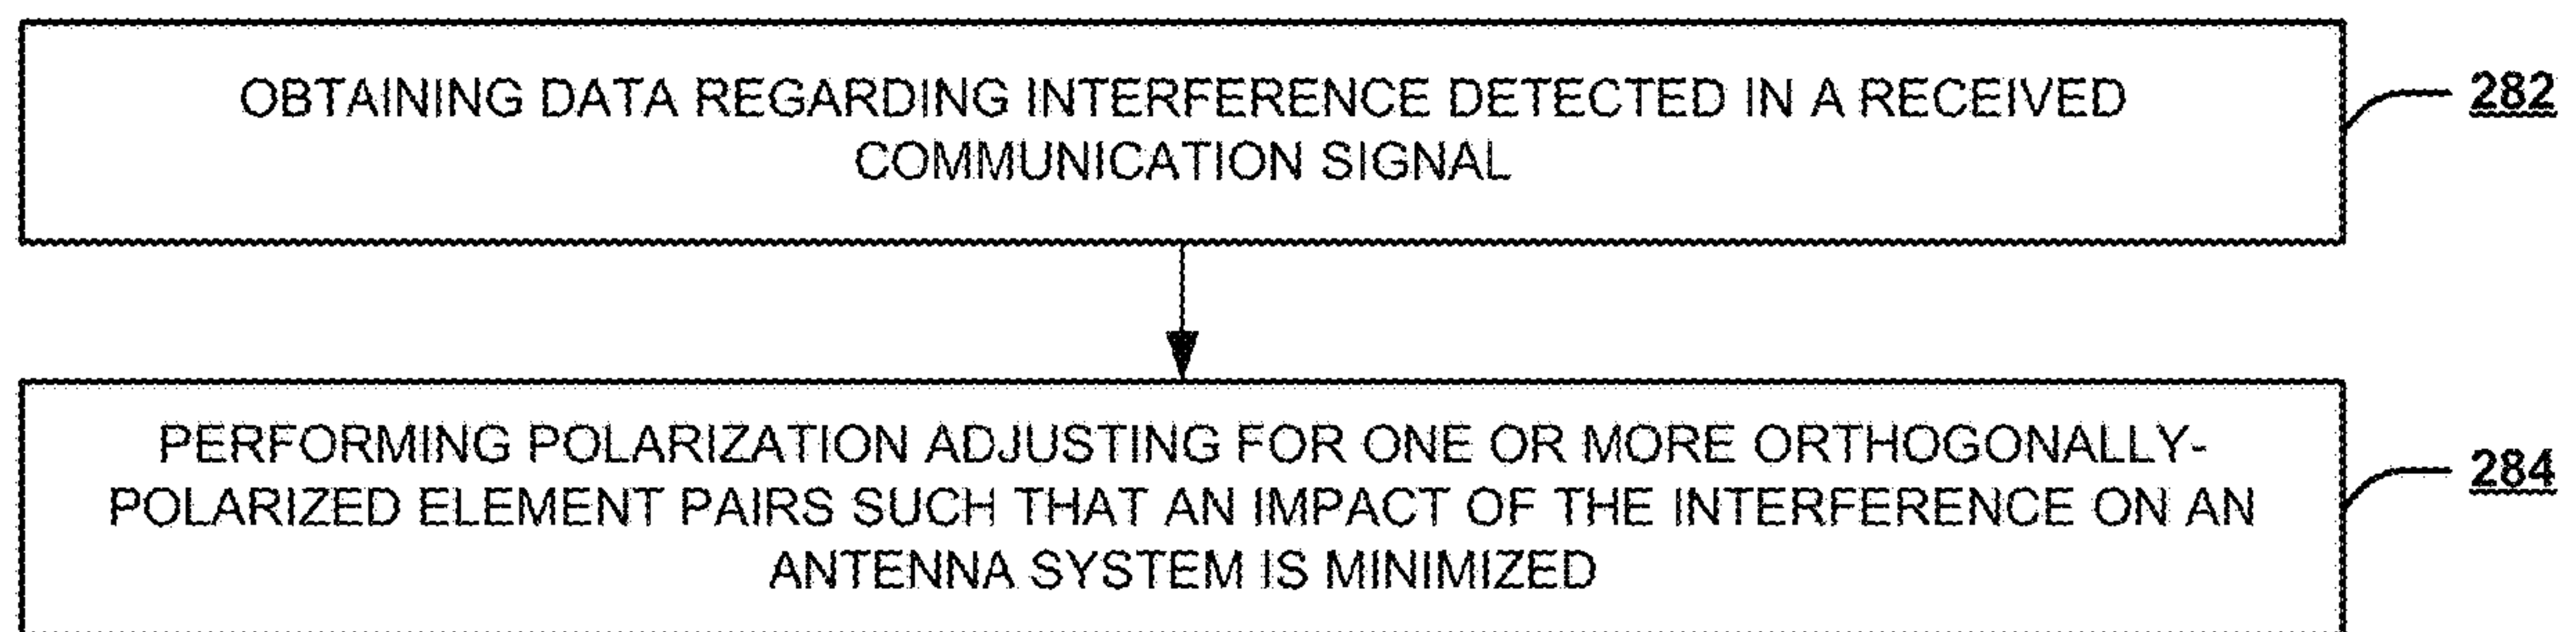 OBTAINING DATA REGARDING INTERFERENCE DETECTED IN A RECEIVED
COMMUNICATION SIGNAL
282
PERFORMING POLARIZATION ADJUSTING FOR ONE OR MORE ORTHOGONALLY-
POLARIZED ELEMENT PAIRS SUCH THAT AN IMPACT OF THE INTERFERENCE ON AN
ANTENNA SYSTEM IS MINIMIZED
284